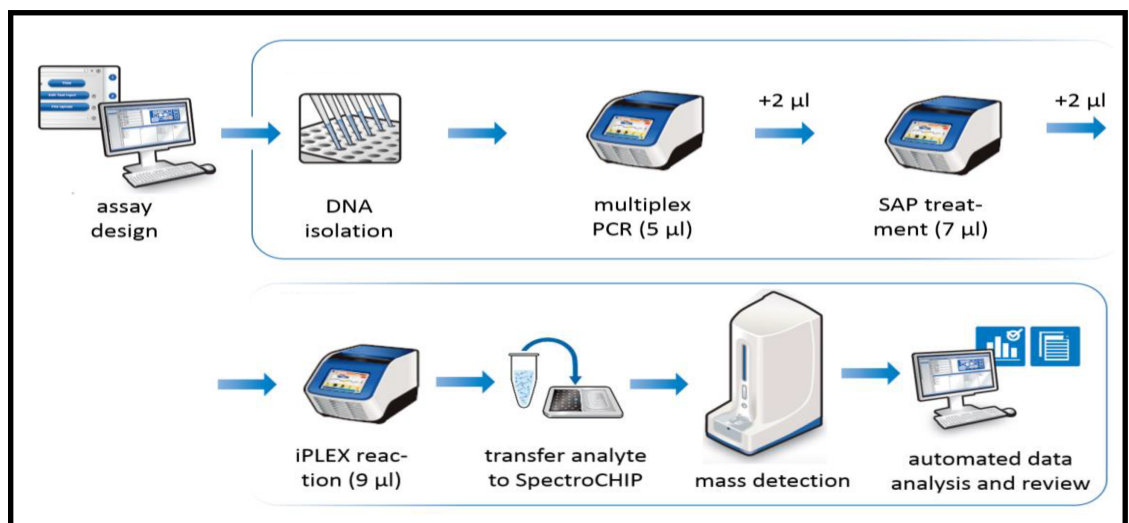 assay
design
DNA
isolation
multiplex
PCR (5 µl)
+2 µl
SAP treat-
ment (7 µl)
+2 µl
iPLEX reac-
tion (9 µl)
transfer analyte
to SpectroCHIP
mass detection
automated data
analysis and review